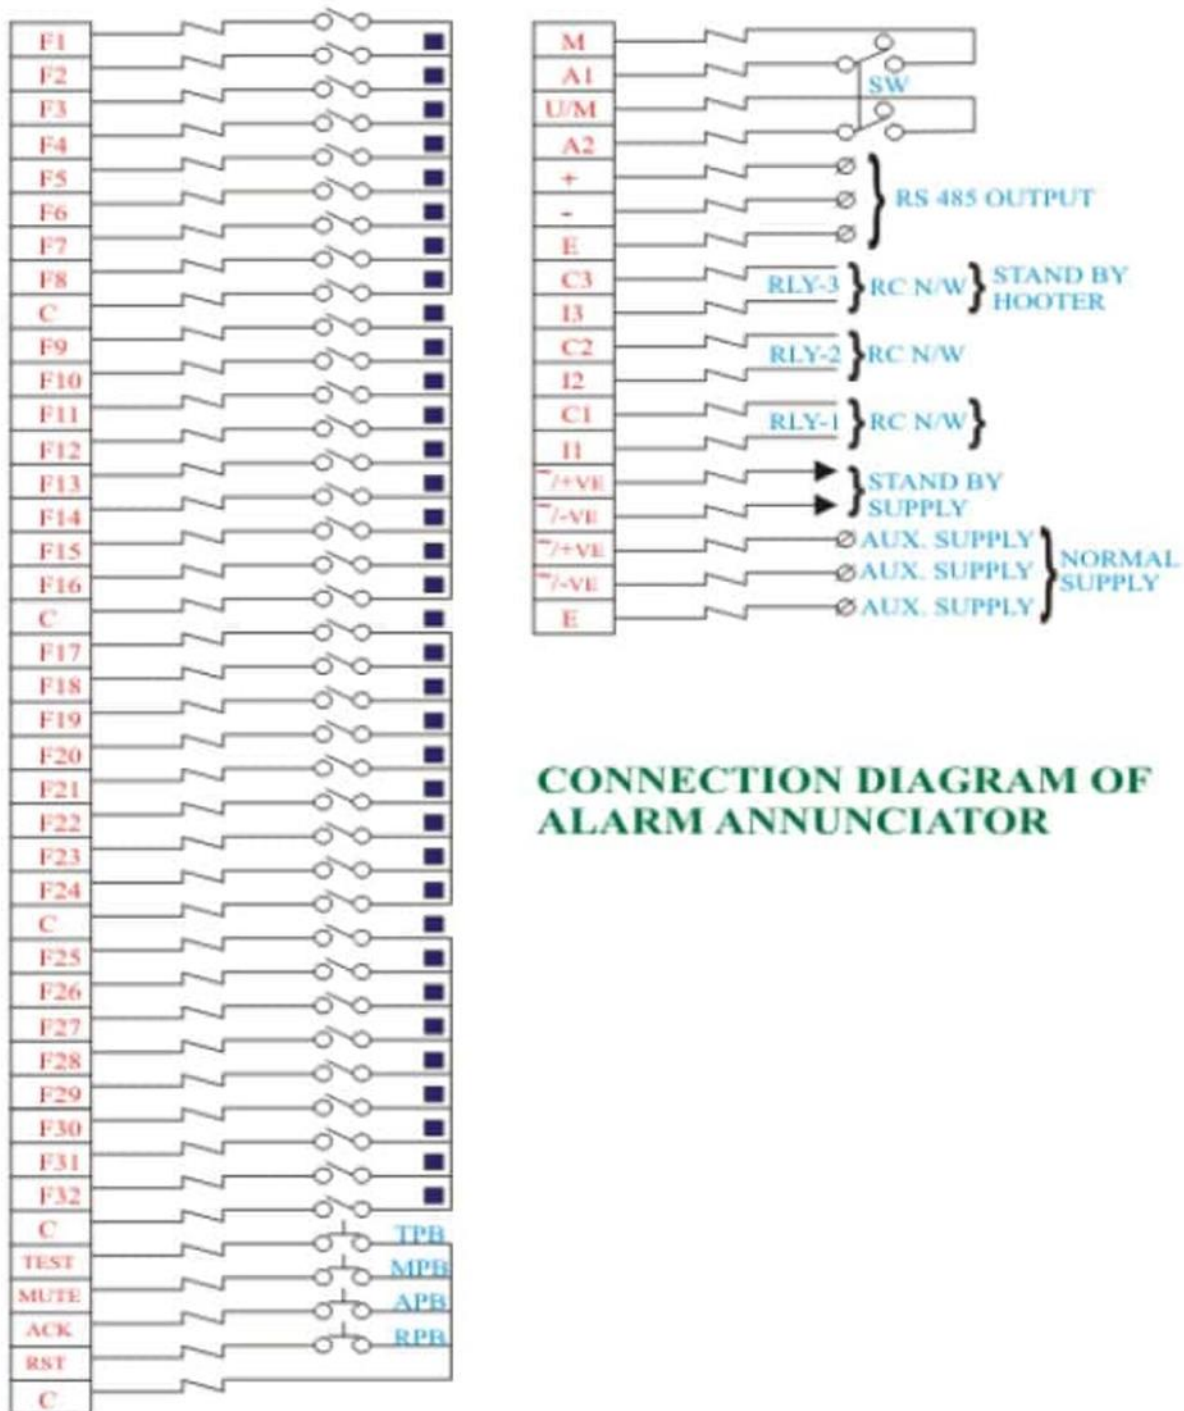 F1
F2
F3
F4
F5
F6
F7
F8
C
F9
F10
F11
F12
F13
F14
F15
F16
C
F17
F18
F19
F20
F21
F22
F23
F24
C
F25
F26
F27
F28
F29
F30
F31
F32
C
TEST
MUTE
ACK
RST
C
TPB
MPB
APB
RPB
M
A1
U/M
A2
+
-
E
C3
I3
C2
I2
C1
I1
~/+VE
~/-VE
~/+VE
~/-VE
E
SW
RS 485 OUTPUT
RLY-3 RC N/W STAND BY
HOOTER
RLY-2 RC N/W
RLY-1 RC N/W
STAND BY
SUPPLY
AUX. SUPPLY
AUX. SUPPLY
AUX. SUPPLY
NORMAL
SUPPLY
CONNECTION DIAGRAM OF
ALARM ANNUNCIATOR